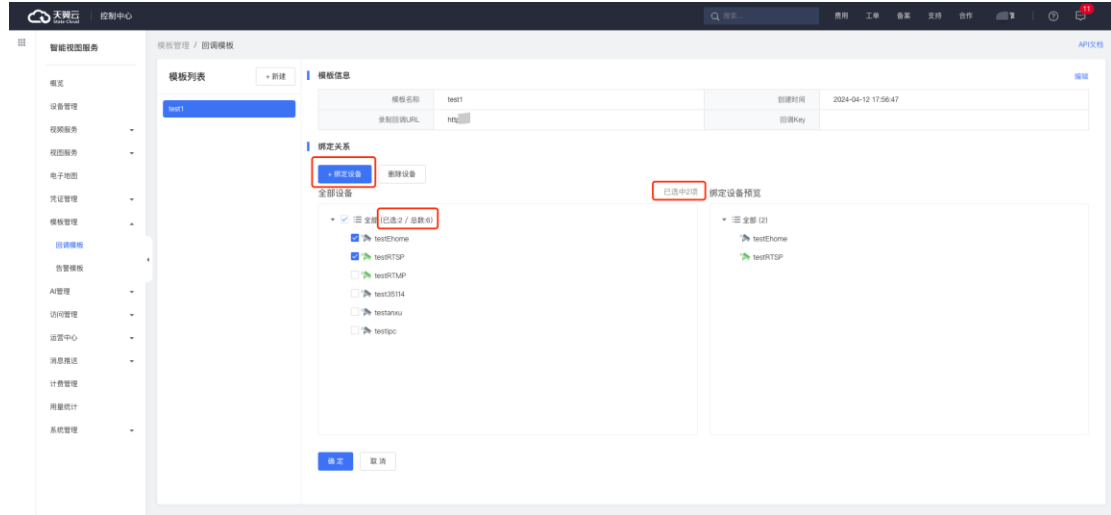 天翼云 控制中心 搜索... 费用 工单 备案 支持 合作 11
智能视图服务 模板管理 / 回调模板 API文档
概览
设备管理
视频服务
视图服务
电子地图
凭证管理
模板管理
回调模板
告警模板
AI管理
访问管理
运营中心
消息推送
计费管理
用量统计
系统管理
模板列表 + 新建
test1
模板信息 编辑
模板名称 test1 创建时间 2024-04-12 17:56:47
录制回调URL http 回调Key
绑定关系
+ 绑定设备 删除设备
全部设备 已选中2项 绑定设备预览
全部 (已选:2 / 总数:6) 全部 (2)
testEhome testEhome
testRTSP testRTSP
testRTMP
test35114
testanxu
testipc
确定 取消